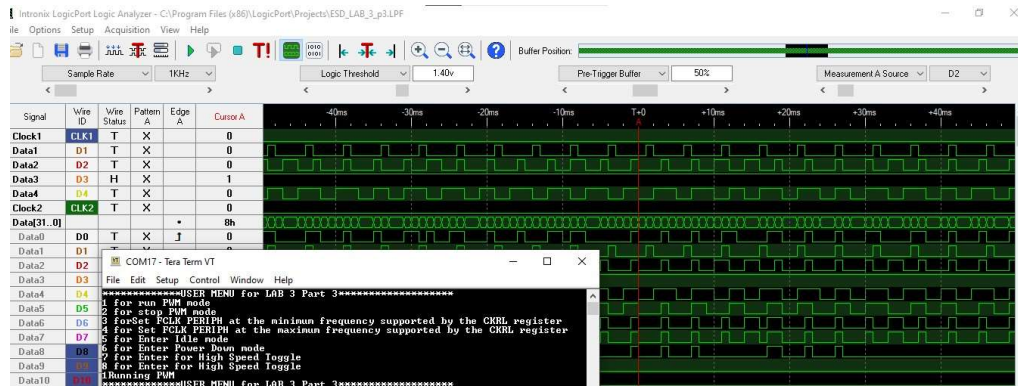 Intronix LogicPort Logic Analyzer - C:\Program Files (x86)\LogicPort\Projects\ESD_LAB_3_p3.LPF
ile Options Setup Acquisition View Help
T! 1010 0101 T ? Buffer Position:
Sample Rate 1KHz Logic Threshold 1.40v Pre-Trigger Buffer 50% Measurement A Source D2
Signal Wire ID Wire Status Pattern A Edge A Cursor A -40ms -30ms -20ms -10ms T+0 +10ms +20ms +30ms +40ms
A
Clock1 CLK1 T X 0
Data1 D1 T X 0
Data2 D2 T X 0
Data3 D3 H X 1
Data4 D4 T X 0
Clock2 CLK2 T X 0
Data[31..0] 8h
Data0 D0 T X 0
Data1 D1
Data2 D2
Data3 D3
Data4 D4
Data5 D5
Data6 D6
Data7 D7
Data8 D8
Data9 D9
Data10 D10
COM17 - Tera Term VT
File Edit Setup Control Window Help
*************USER MENU for LAB 3 Part 3********************
1 for run PWM mode
2 for stop PWM mode
3 forSet FCLK PERIPH at the minimum frequency supported by the CKRL register
4 for Set FCLK PERIPH at the maximum frequency supported by the CKRL register
5 for Enter Idle mode
6 for Enter Power Down mode
7 for Enter for High Speed Toggle
8 for Enter for High Speed Toggle
1Running PWM
*************USER MENU for LAB 3 Part 3********************